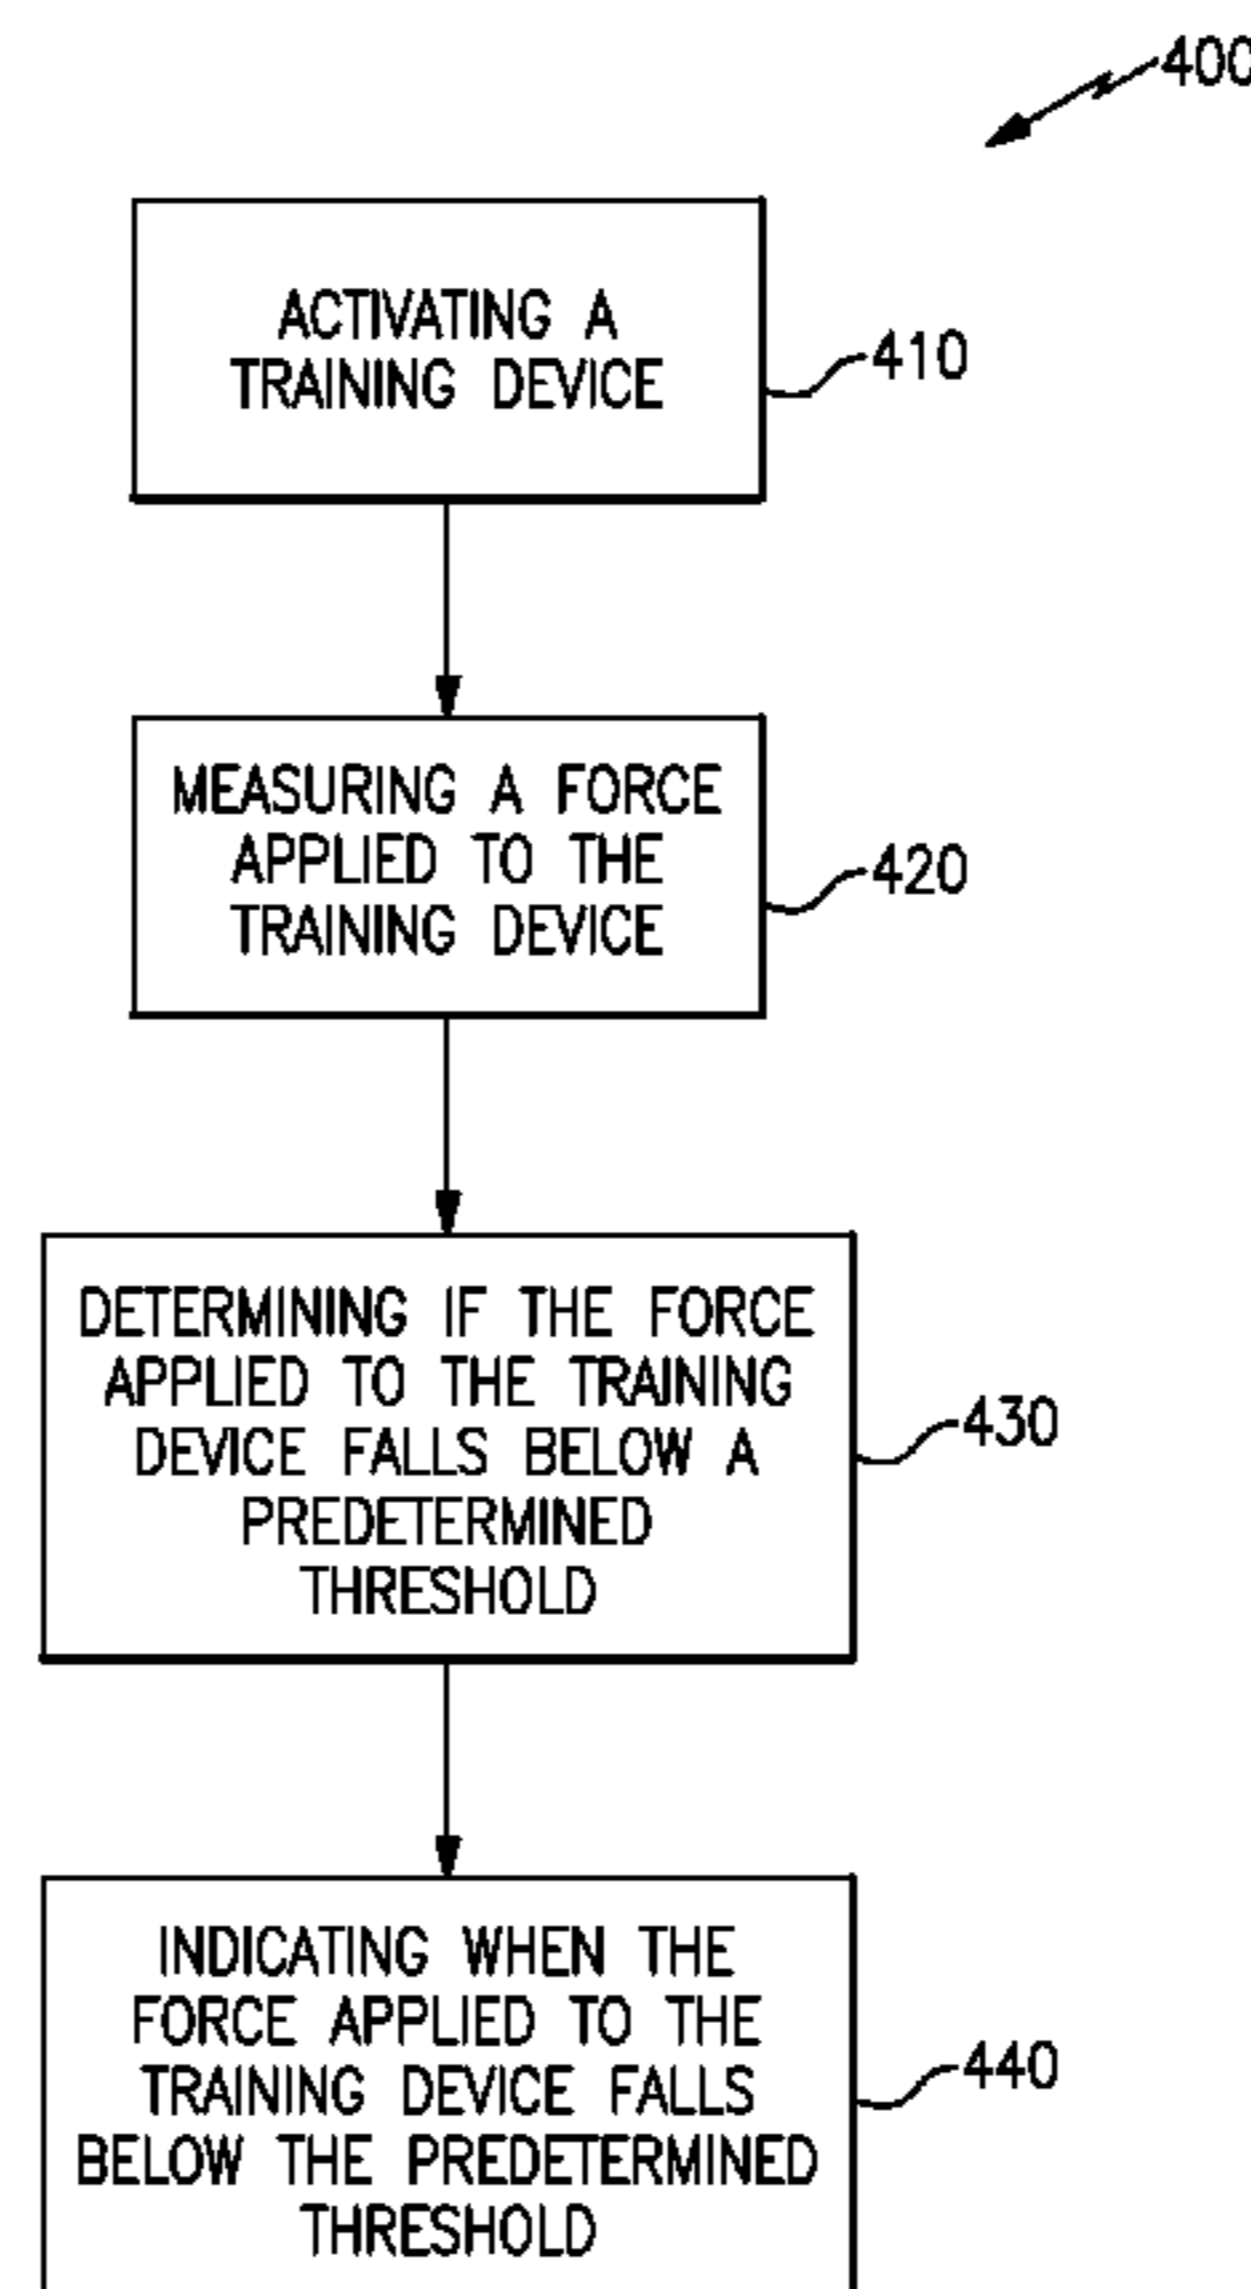 400
ACTIVATING A
TRAINING DEVICE
410
MEASURING A FORCE
APPLIED TO THE
TRAINING DEVICE
420
DETERMINING IF THE FORCE
APPLIED TO THE TRAINING
DEVICE FALLS BELOW A
PREDETERMINED
THRESHOLD
430
INDICATING WHEN THE
FORCE APPLIED TO THE
TRAINING DEVICE FALLS
BELOW THE PREDETERMINED
THRESHOLD
440